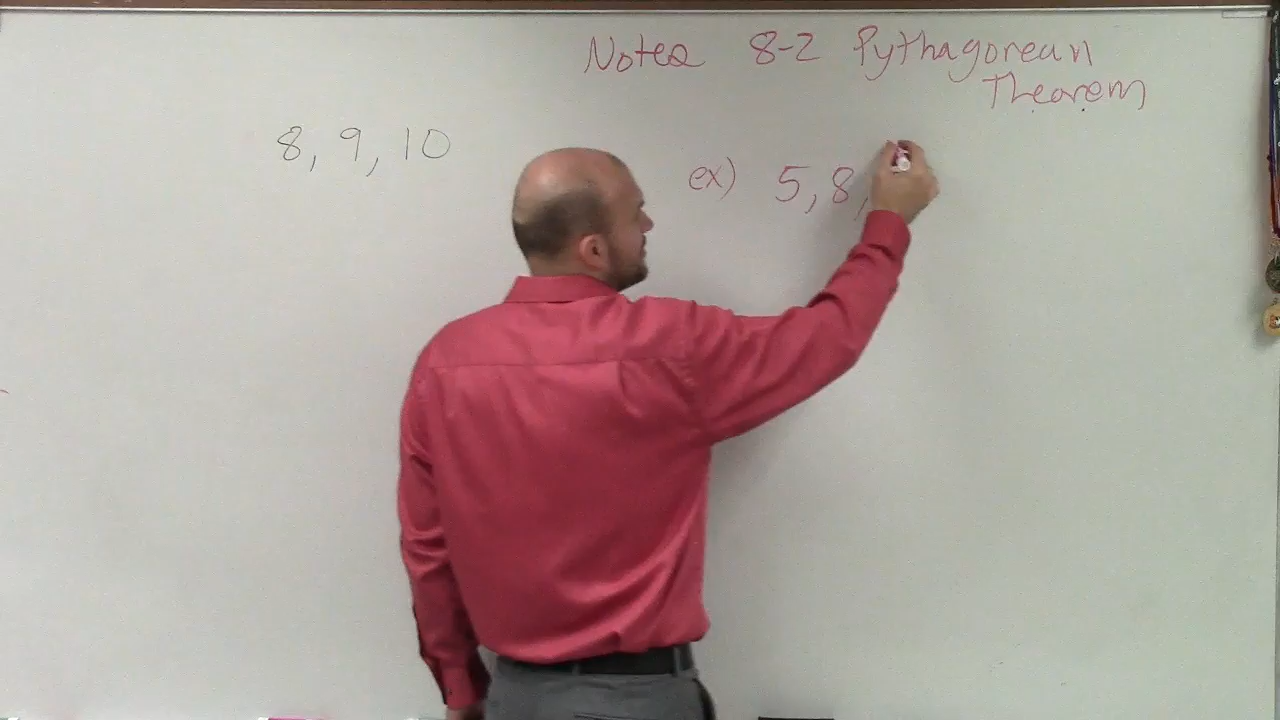 Notes 8-2 Pythagorean
Theorem
8, 9, 10
ex) 5, 8,